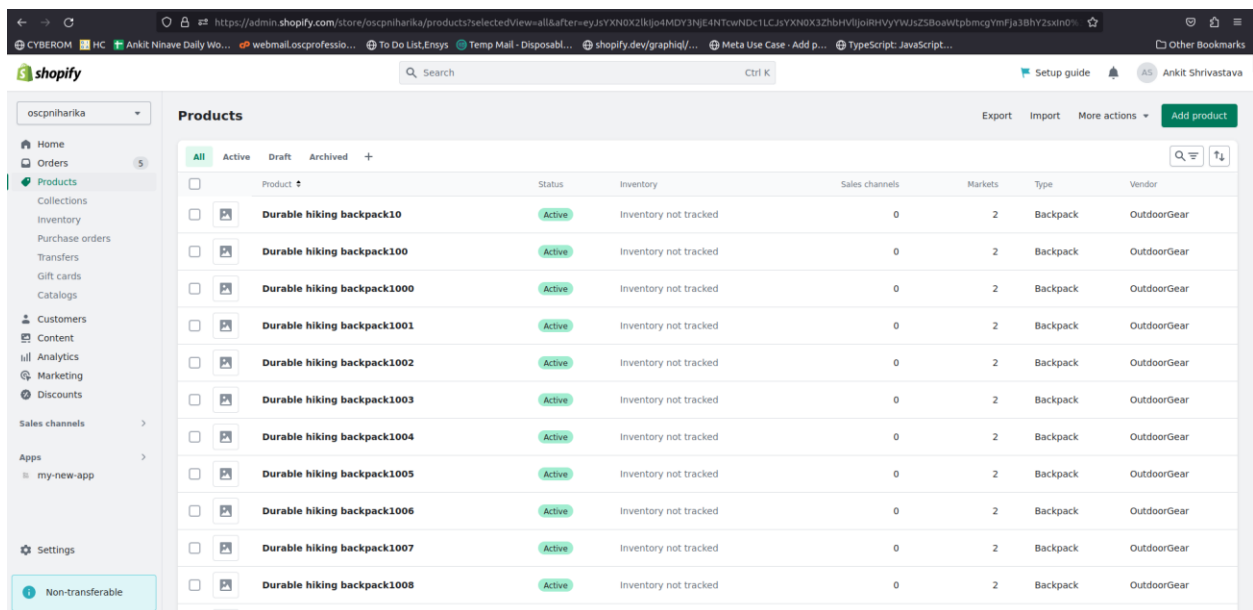 https://admin.shopify.com/store/oscpniharika/products?selectedView=all&after=
CYBEROM HC Ankit Ninave Daily Wo... webmail.oscprofessio... To Do List,Ensys Temp Mail - Disposabl... shopify.dev/graphiql/... Meta Use Case - Add p... TypeScript: JavaScript... Other Bookmarks
shopify Search Ctrl K Setup guide AS Ankit Shrivastava
oscpniharika
Products Export Import More actions Add product
Home
Orders 5
Products
Collections
Inventory
Purchase orders
Transfers
Gift cards
Catalogs
Customers
Content
Analytics
Marketing
Discounts
Sales channels
Apps
my-new-app
Settings
Non-transferable
All Active Draft Archived +
Product Status Inventory Sales channels Markets Type Vendor
Durable hiking backpack10 Active Inventory not tracked 0 2 Backpack OutdoorGear
Durable hiking backpack100 Active Inventory not tracked 0 2 Backpack OutdoorGear
Durable hiking backpack1000 Active Inventory not tracked 0 2 Backpack OutdoorGear
Durable hiking backpack1001 Active Inventory not tracked 0 2 Backpack OutdoorGear
Durable hiking backpack1002 Active Inventory not tracked 0 2 Backpack OutdoorGear
Durable hiking backpack1003 Active Inventory not tracked 0 2 Backpack OutdoorGear
Durable hiking backpack1004 Active Inventory not tracked 0 2 Backpack OutdoorGear
Durable hiking backpack1005 Active Inventory not tracked 0 2 Backpack OutdoorGear
Durable hiking backpack1006 Active Inventory not tracked 0 2 Backpack OutdoorGear
Durable hiking backpack1007 Active Inventory not tracked 0 2 Backpack OutdoorGear
Durable hiking backpack1008 Active Inventory not tracked 0 2 Backpack OutdoorGear